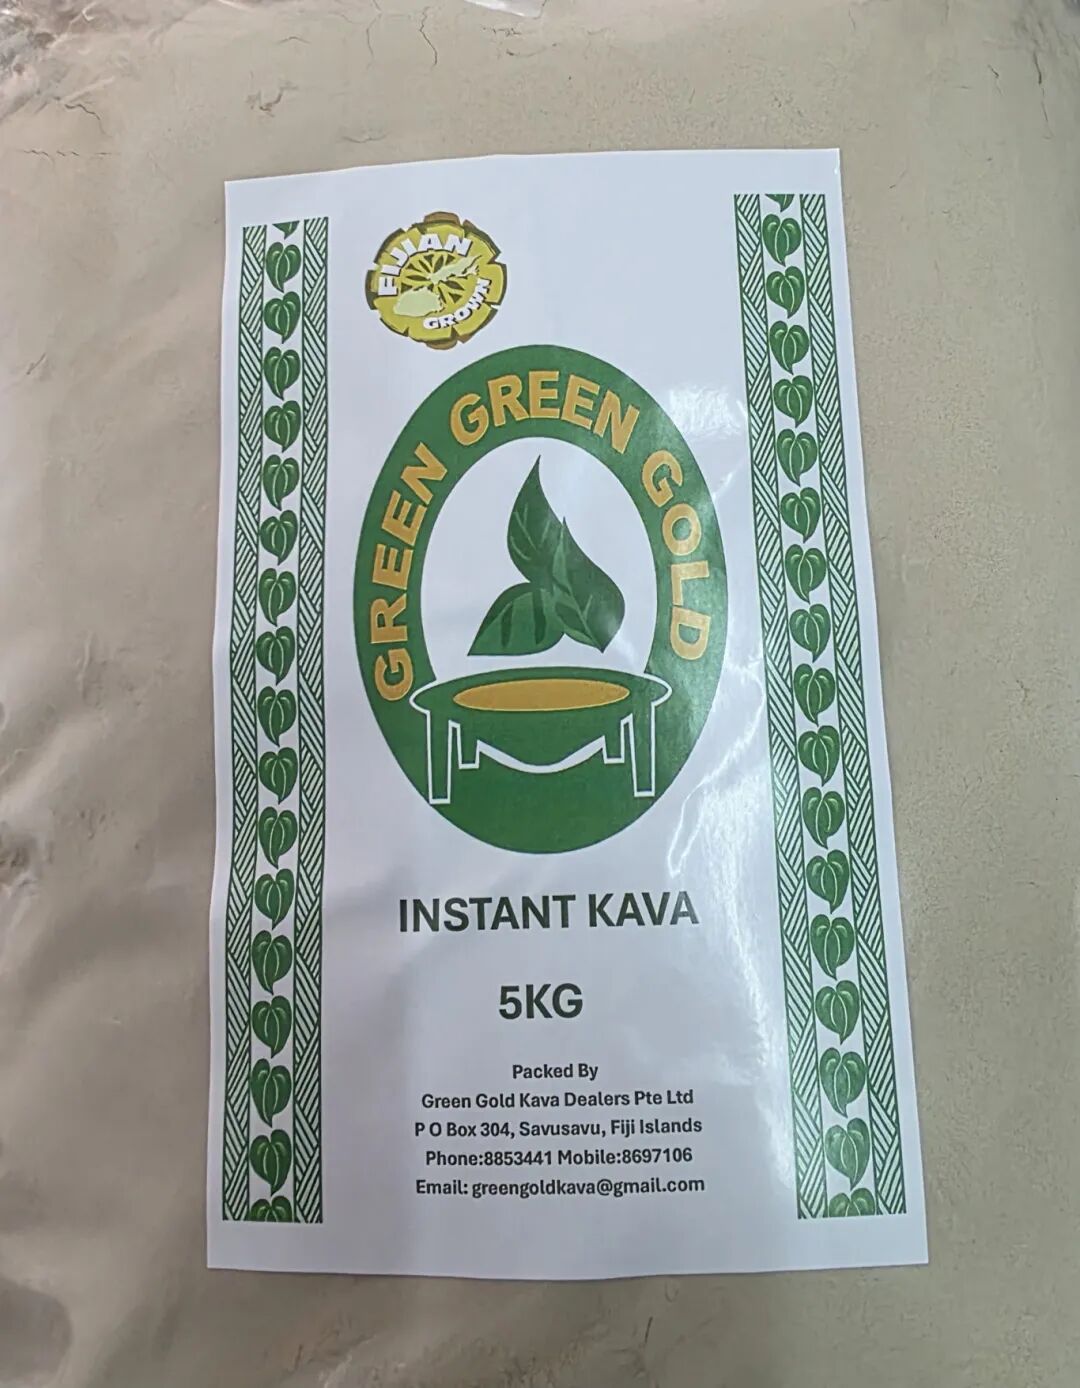 FIJIAN
GROWN
GREEN GREEN GOLD
INSTANT KAVA
5KG
Packed By
Green Gold Kava Dealers Pte Ltd
P O Box 304, Savusavu, Fiji Islands
Phone:8853441 Mobile:8697106
Email: greengoldkava@gmail.com